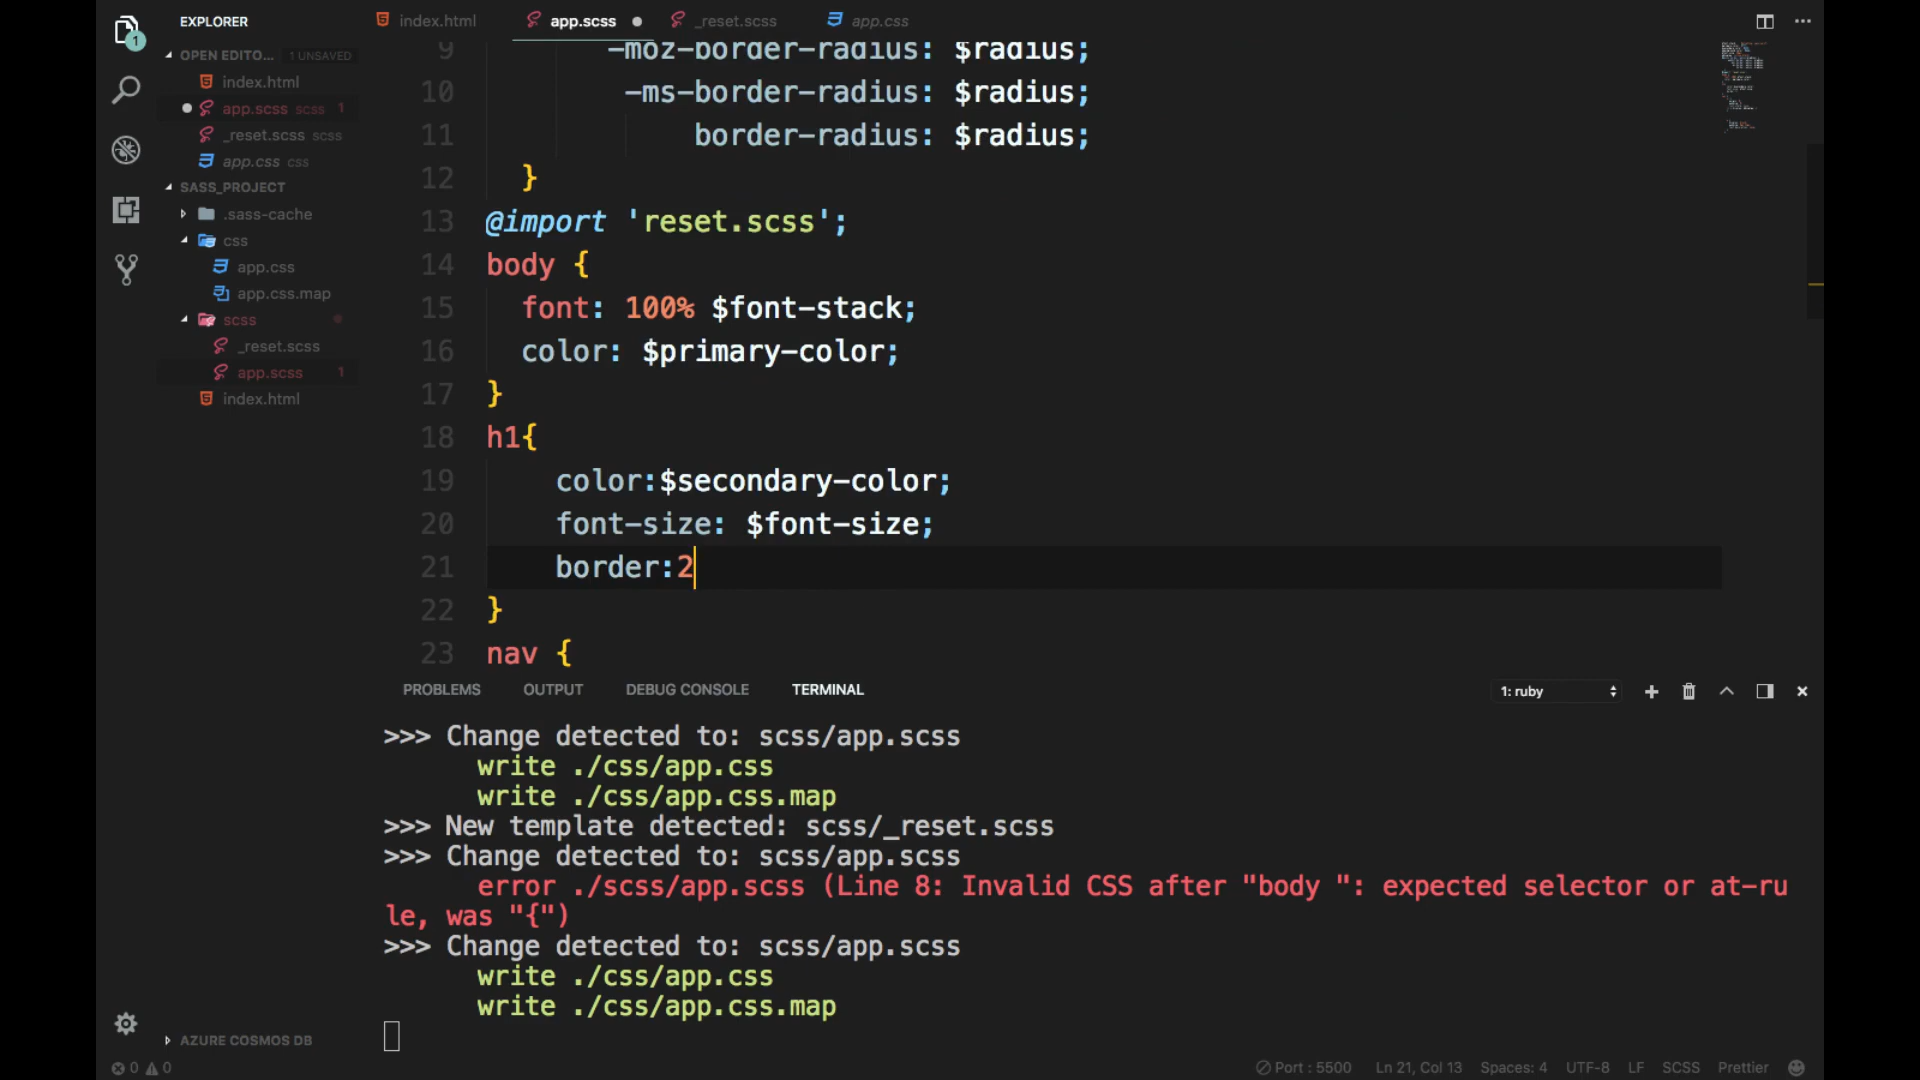 EXPLORER
index.html
app.scss
_reset.scss
app.css
1
OPEN EDITO...
1 UNSAVED
index.html
app.scss scss 1
_reset.scss scss
app.css css
SASS_PROJECT
.sass-cache
css
app.css
app.css.map
scss
_reset.scss
app.scss 1
index.html
9 -moz-border-radius: $radius;
10 -ms-border-radius: $radius;
11 border-radius: $radius;
12 }
13 @import 'reset.scss';
14 body {
15 font: 100% $font-stack;
16 color: $primary-color;
17 }
18 h1{
19 color:$secondary-color;
20 font-size: $font-size;
21 border:2
22 }
23 nav {
PROBLEMS OUTPUT DEBUG CONSOLE TERMINAL
1: ruby
>>> Change detected to: scss/app.scss
write ./css/app.css
write ./css/app.css.map
>>> New template detected: scss/_reset.scss
>>> Change detected to: scss/app.scss
error ./scss/app.scss (Line 8: Invalid CSS after "body ": expected selector or at-ru
le, was "{")
>>> Change detected to: scss/app.scss
write ./css/app.css
write ./css/app.css.map
AZURE COSMOS DB
0 0
Port : 5500 Ln 21, Col 13 Spaces: 4 UTF-8 LF SCSS Prettier